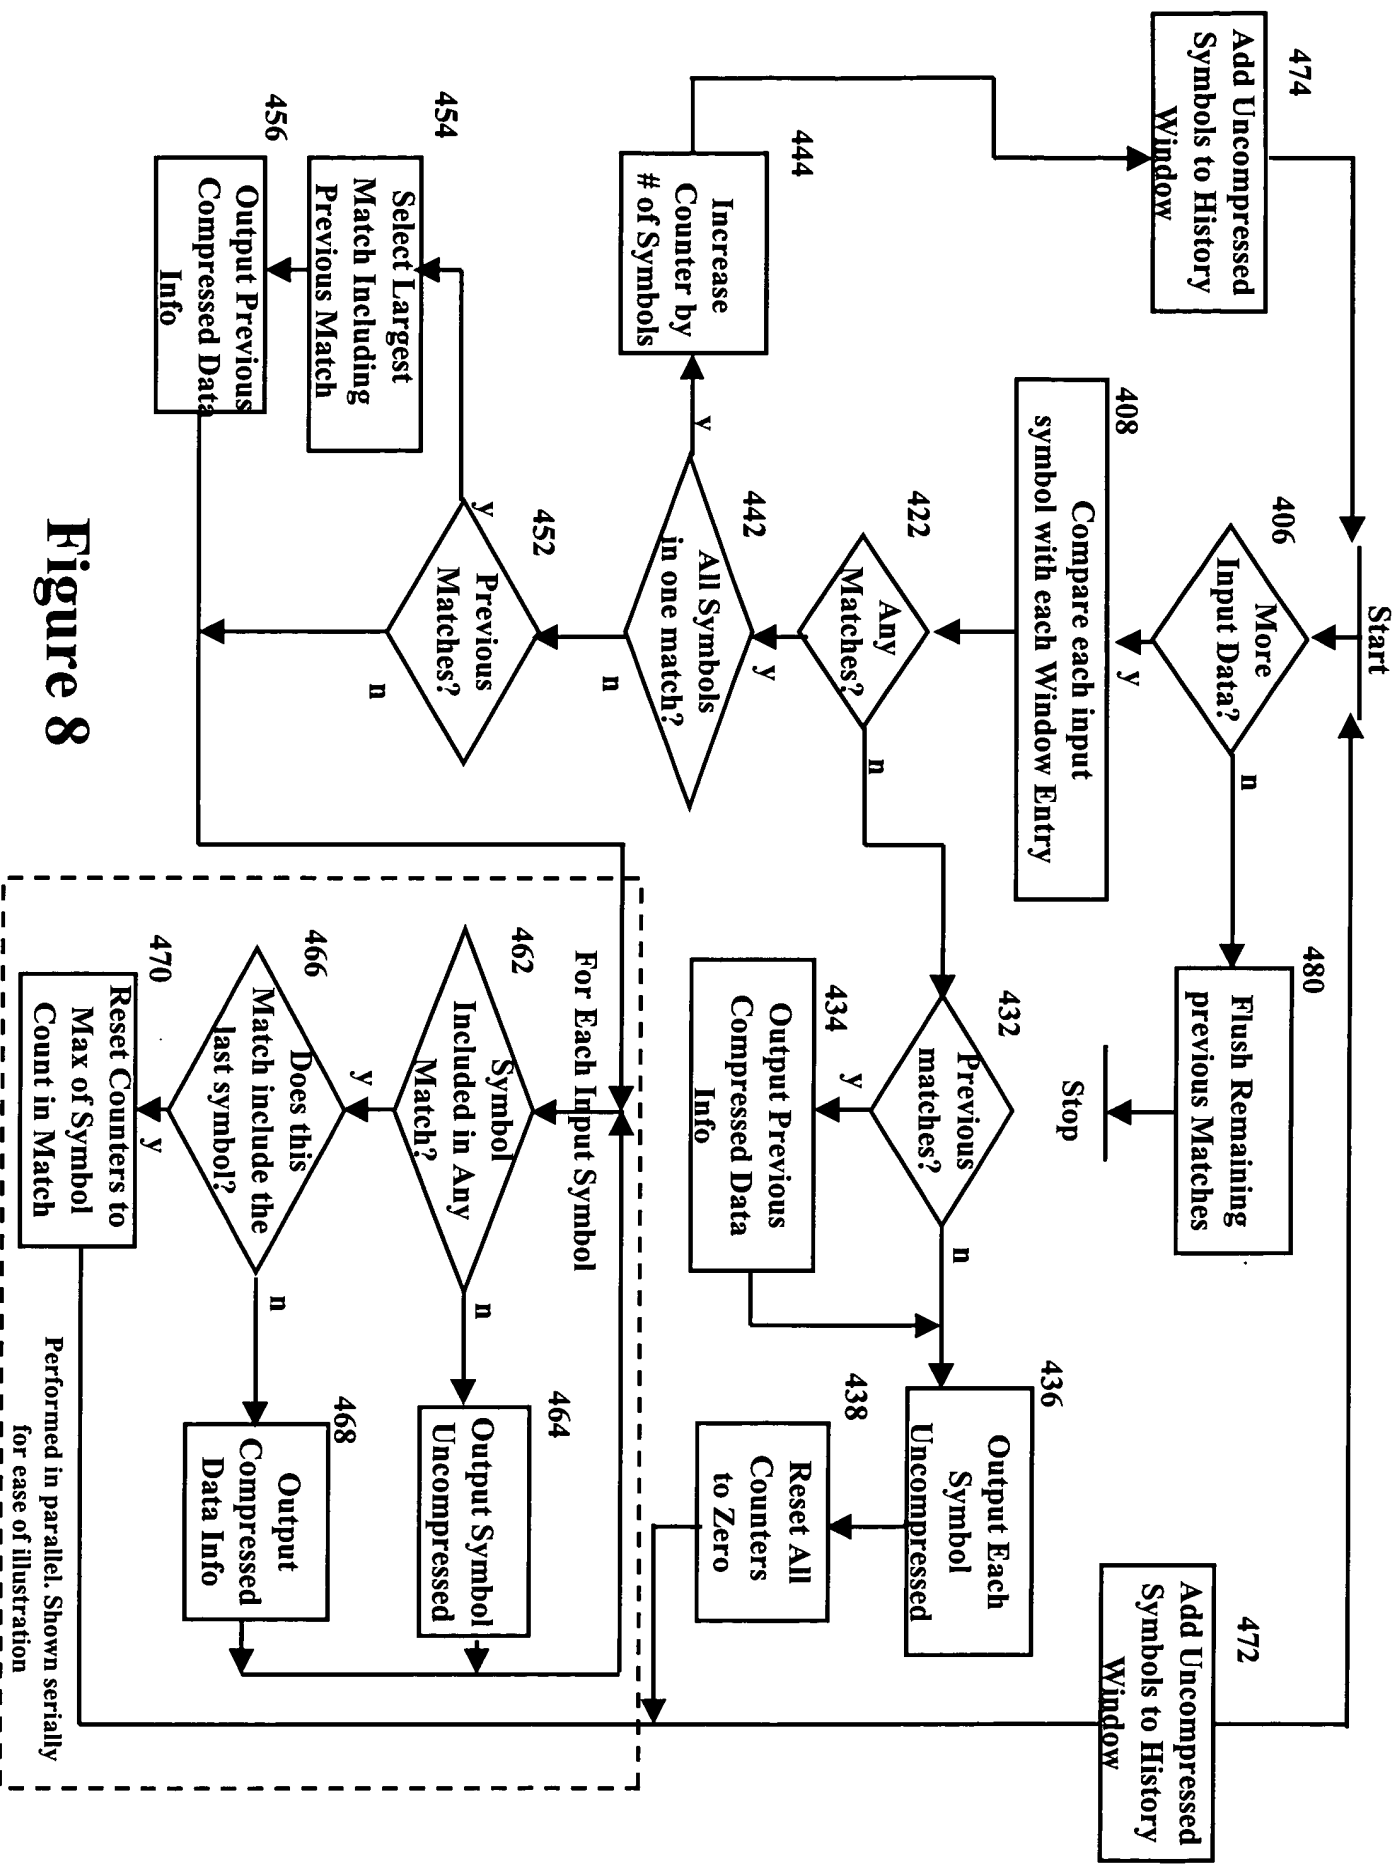 Start
406
More
Input Data?
y
n
408
Compare each input
symbol with each Window Entry
422
Any
Matches?
y
n
442
All Symbols
in one match?
y
n
444
Increase
Counter by
# of Symbols
474
Add Uncompressed
Symbols to History
Window
452
Previous
Matches?
y
n
454
Select Largest
Match Including
Previous Match
456
Output Previous
Compressed Data
Info
480
Flush Remaining
previous Matches
Stop
432
Previous
matches?
y
n
434
Output Previous
Compressed Data
Info
436
Output Each
Symbol
Uncompressed
438
Reset All
Counters
to Zero
472
Add Uncompressed
Symbols to History
Window
For Each Input Symbol
462
Symbol
Included in Any
Match?
y
n
464
Output Symbol
Uncompressed
466
Does this
Match include the
last symbol?
y
n
468
Output
Compressed
Data Info
470
Reset Counters to
Max of Symbol
Count in Match
Performed in parallel. Shown serially
for ease of illustration
Figure 8